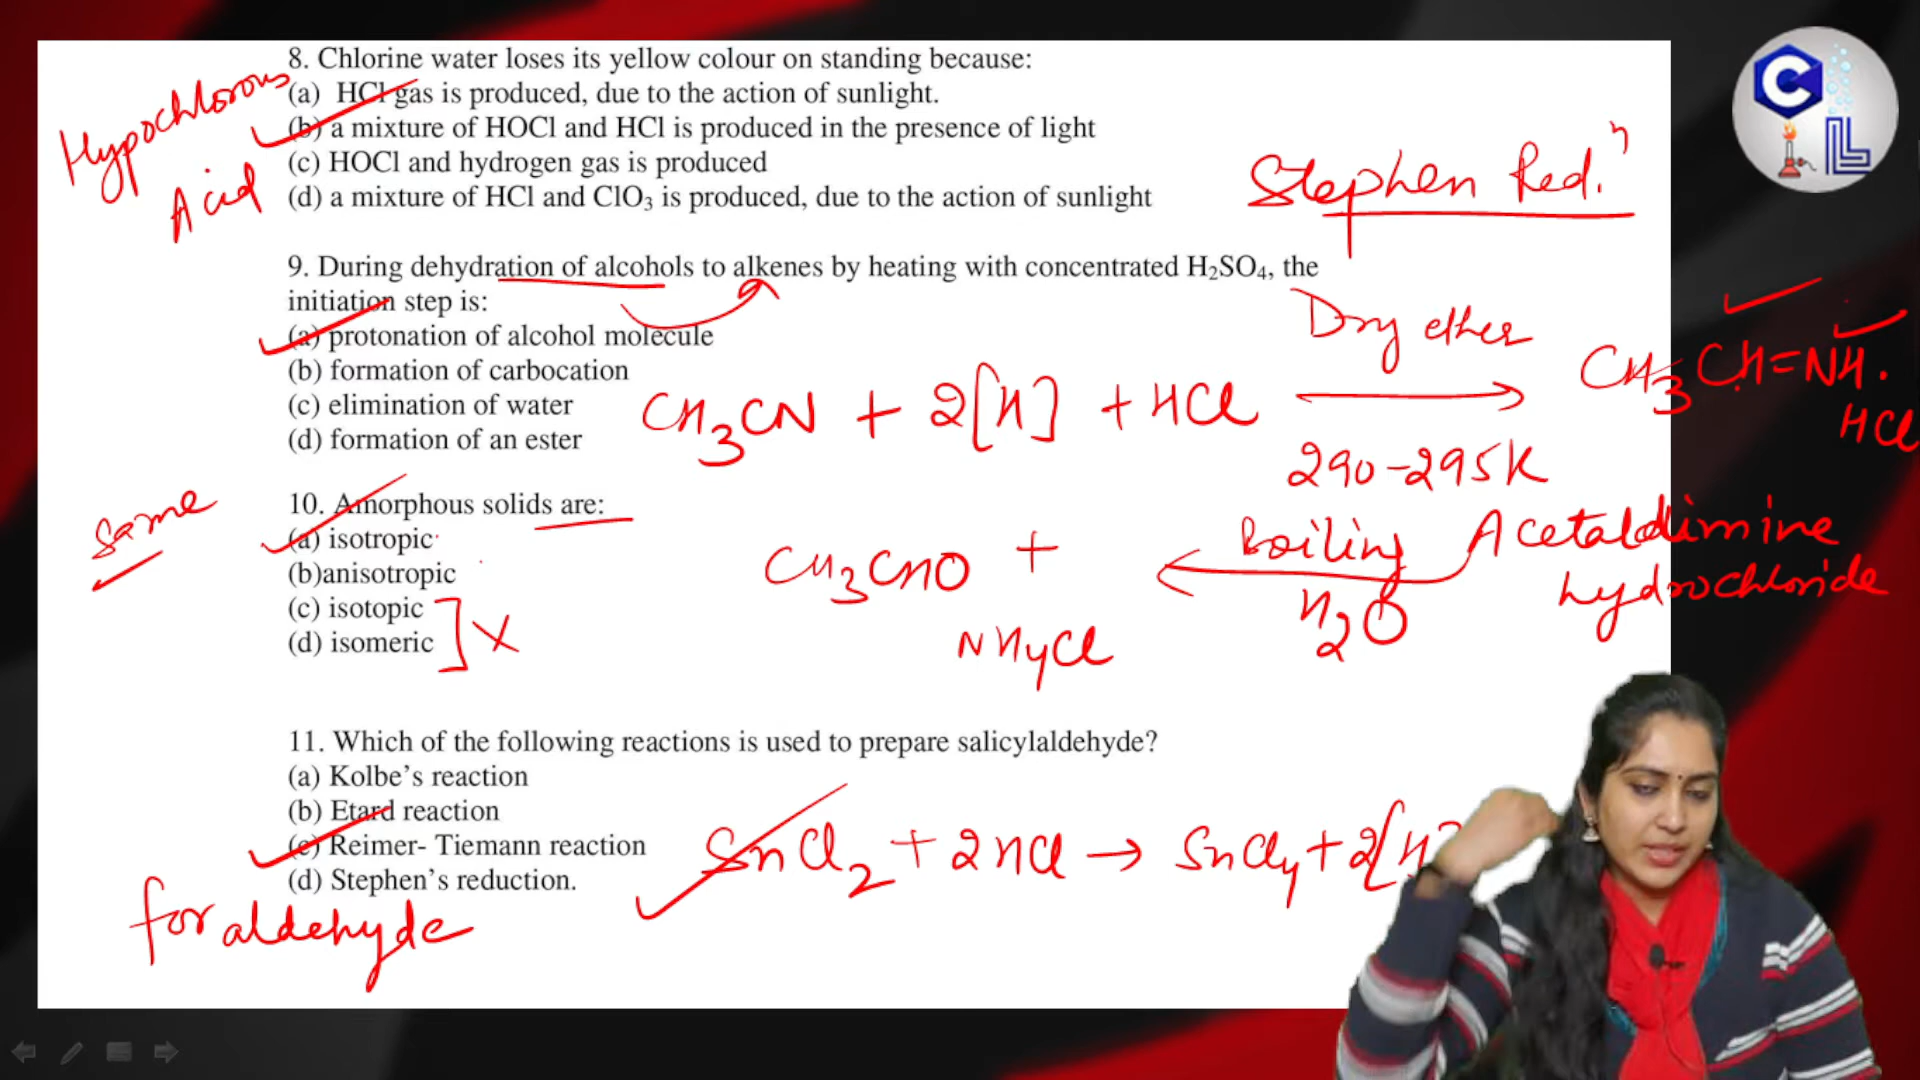 8. Chlorine water loses its yellow colour on standing because:
(a) HCl gas is produced, due to the action of sunlight.
(b) a mixture of HOCl and HCl is produced in the presence of light
(c) HOCl and hydrogen gas is produced
(d) a mixture of HCl and ClO₃ is produced, due to the action of sunlight
Hypochlorous
Acid
Stephen Redⁿ.
CL
9. During dehydration of alcohols to alkenes by heating with concentrated H₂SO₄, the
initiation step is:
(a) protonation of alcohol molecule
(b) formation of carbocation
(c) elimination of water
(d) formation of an ester
CH₃CN + 2[H] + HCl
Dry ether
290-295K
CH₃CH=NH.
HCl
Acetaldimine
hydrochloride
Boiling
H₂O
CH₃CHO +
NH₄Cl
Same
10. Amorphous solids are:
(a) isotropic
(b)anisotropic
(c) isotopic
(d) isomeric
X
11. Which of the following reactions is used to prepare salicylaldehyde?
(a) Kolbe’s reaction
(b) Etard reaction
(c) Reimer- Tiemann reaction
(d) Stephen’s reduction.
for aldehyde
SnCl₂ + 2HCl → SnCl₄ + 2[H]